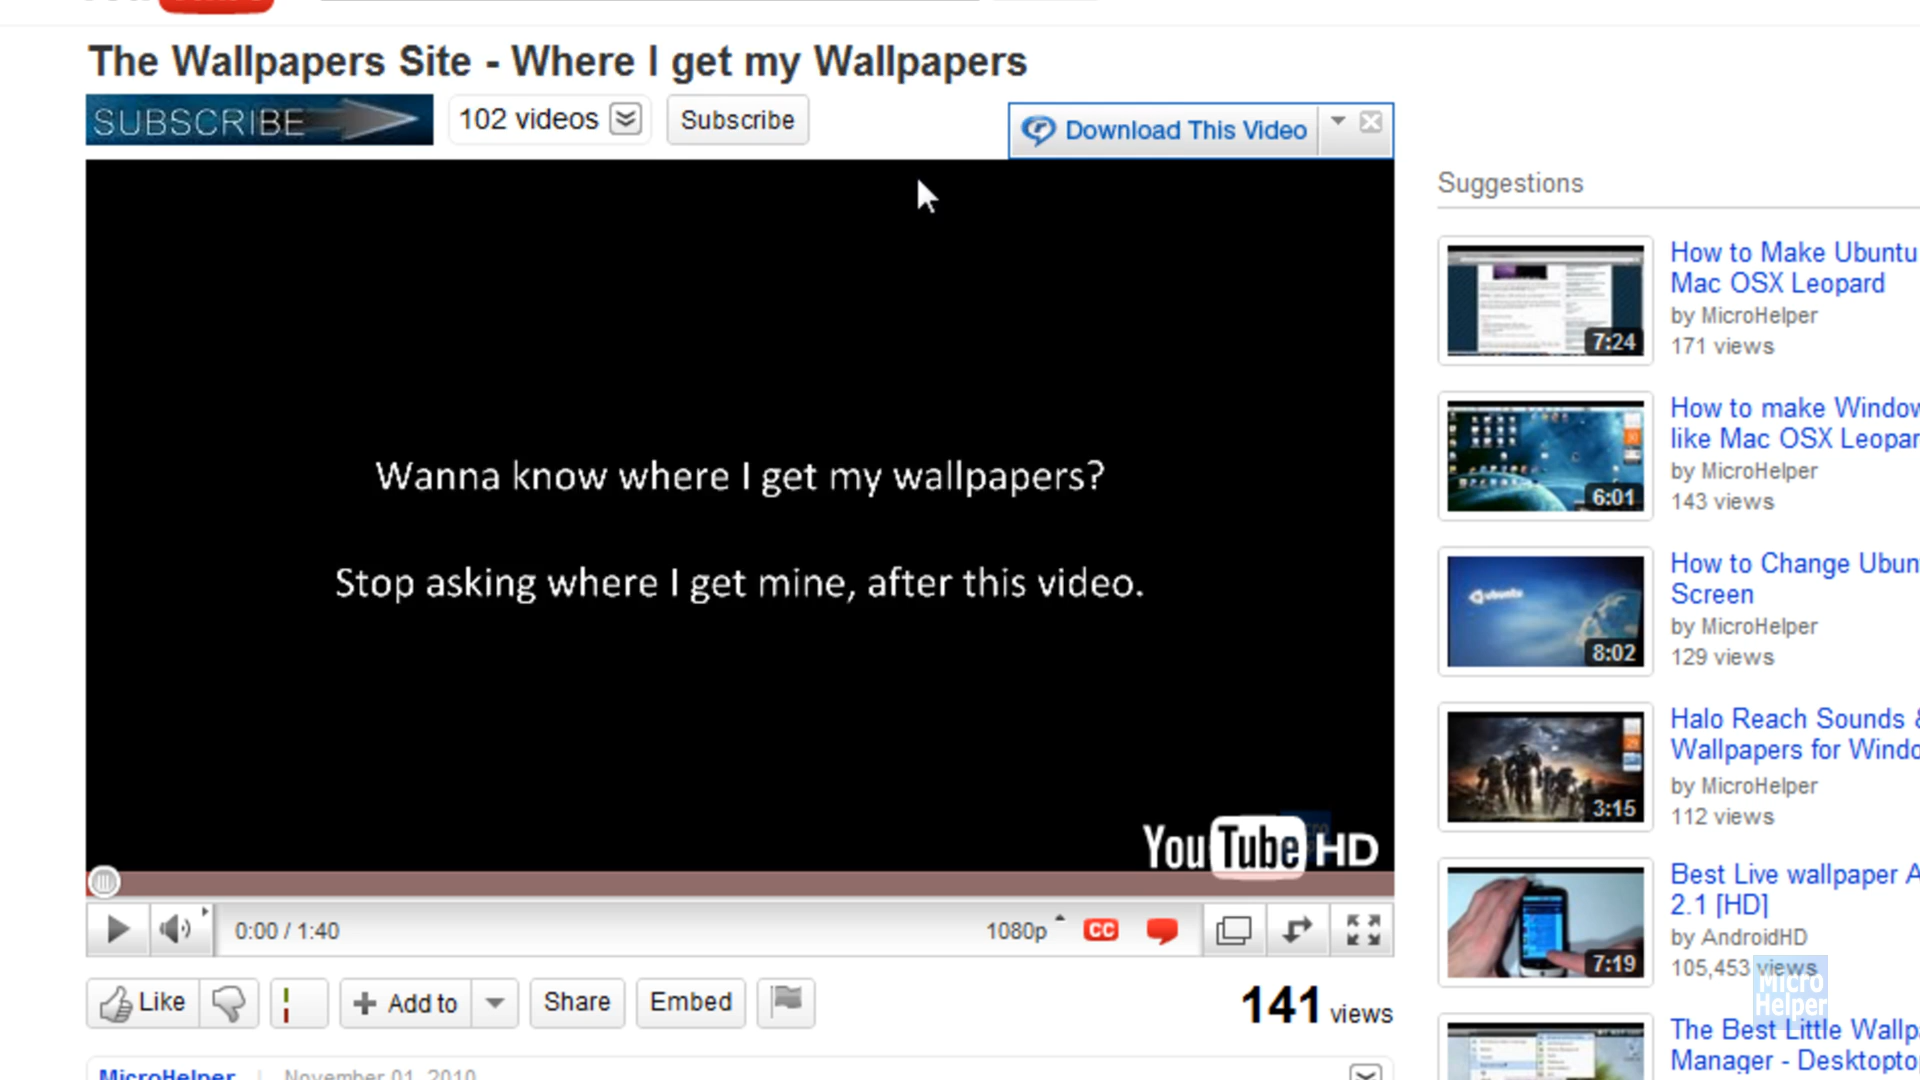 The Wallpapers Site - Where I get my Wallpapers
SUBSCRIBE
102 videos
Subscribe
Download This Video
Wanna know where I get my wallpapers?
Stop asking where I get mine, after this video.
YouTube HD
0:00 / 1:40
1080p
CC
Like
Add to
Share
Embed
141 views
MicroHelper
November 01, 2010
Suggestions
7:24
How to Make Ubuntu
Mac OSX Leopard
by MicroHelper
171 views
6:01
How to make Window
like Mac OSX Leopar
by MicroHelper
143 views
ubuntu
8:02
How to Change Ubun
Screen
by MicroHelper
129 views
3:15
Halo Reach Sounds &
Wallpapers for Windo
by MicroHelper
112 views
7:19
Best Live wallpaper A
2.1 [HD]
by AndroidHD
105,453 views
Micro
Helper
The Best Little Wallp
Manager - Desktopto